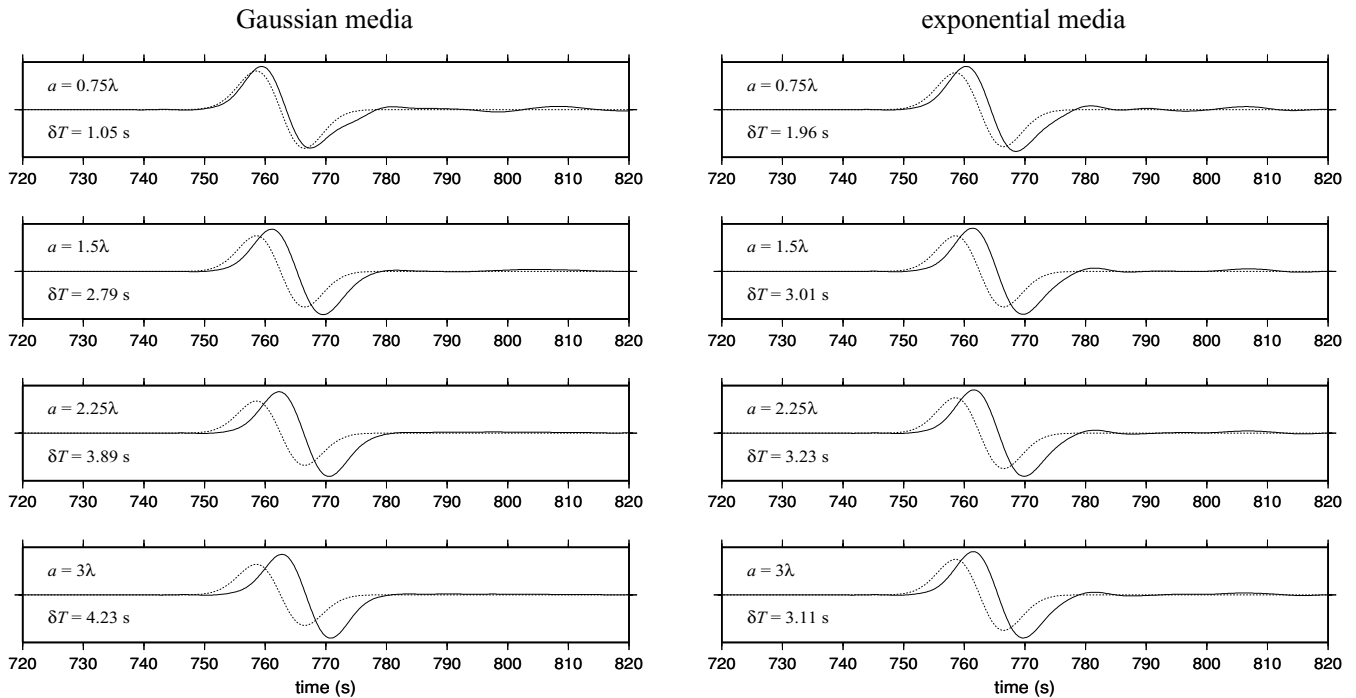 Gaussian media
a = 0.75λ
δT = 1.05 s
720 730 740 750 760 770 780 790 800 810 820
a = 1.5λ
δT = 2.79 s
720 730 740 750 760 770 780 790 800 810 820
a = 2.25λ
δT = 3.89 s
720 730 740 750 760 770 780 790 800 810 820
a = 3λ
δT = 4.23 s
720 730 740 750 760 770 780 790 800 810 820
time (s)
exponential media
a = 0.75λ
δT = 1.96 s
720 730 740 750 760 770 780 790 800 810 820
a = 1.5λ
δT = 3.01 s
720 730 740 750 760 770 780 790 800 810 820
a = 2.25λ
δT = 3.23 s
720 730 740 750 760 770 780 790 800 810 820
a = 3λ
δT = 3.11 s
720 730 740 750 760 770 780 790 800 810 820
time (s)